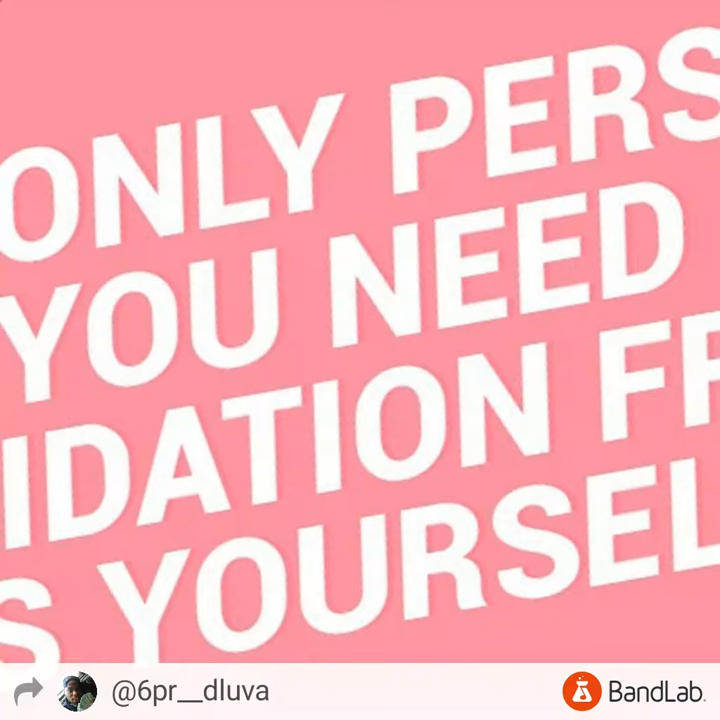 ONLY PERS
YOU NEED
IDATION FR
S YOURSEL
@6pr__dluva
BandLab.